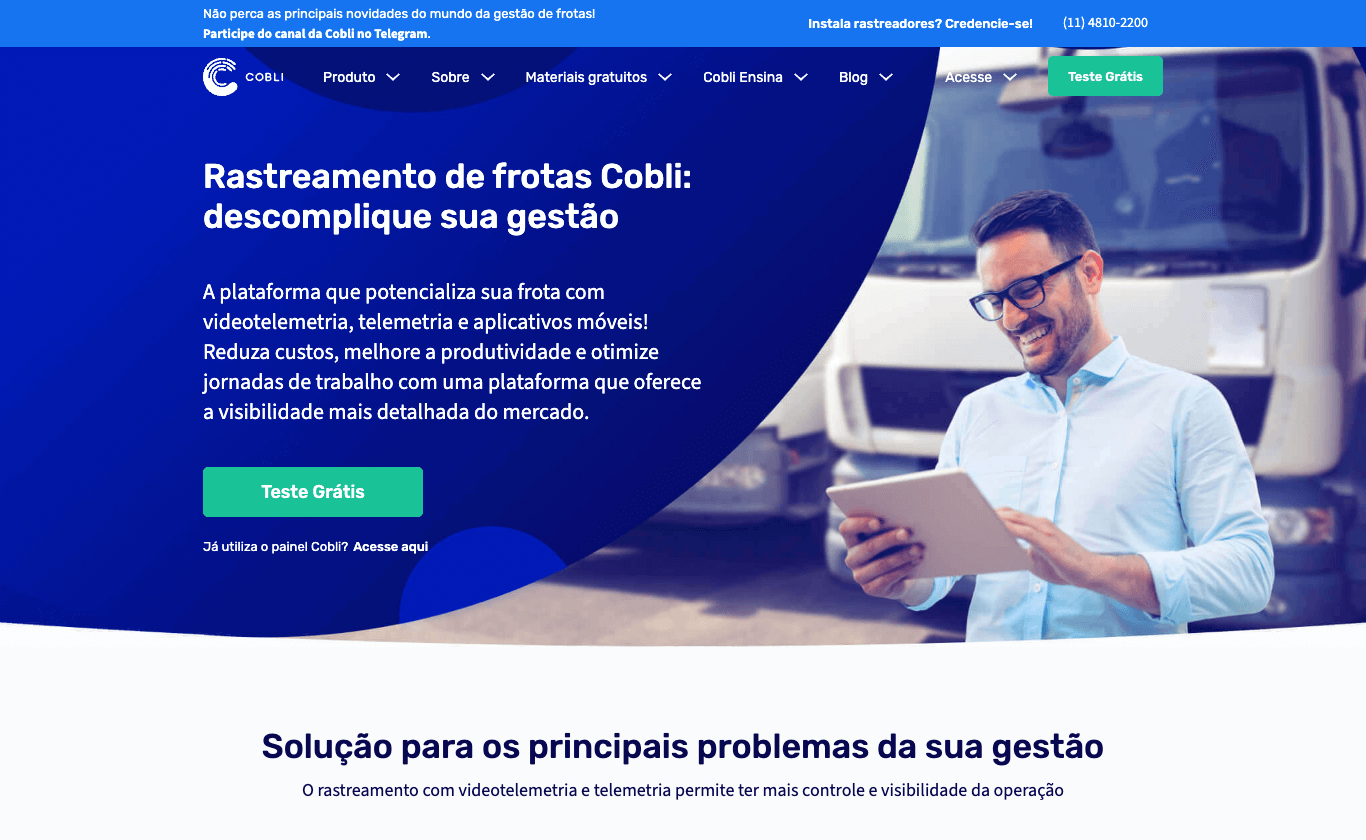 Não perca as principais novidades do mundo da gestão de frotas!
Participe do canal da Cobli no Telegram.
Instala rastreadores? Credencie-se! (11) 4810-2200
COBLI Produto Sobre Materiais gratuitos Cobli Ensina Blog Acesse Teste Grátis
Rastreamento de frotas Cobli:
descomplique sua gestão
A plataforma que potencializa sua frota com
videotelemetria, telemetria e aplicativos móveis!
Reduza custos, melhore a produtividade e otimize
jornadas de trabalho com uma plataforma que oferece
a visibilidade mais detalhada do mercado.
Teste Grátis
Já utiliza o painel Cobli? Acesse aqui
Solução para os principais problemas da sua gestão
O rastreamento com videotelemetria e telemetria permite ter mais controle e visibilidade da operação